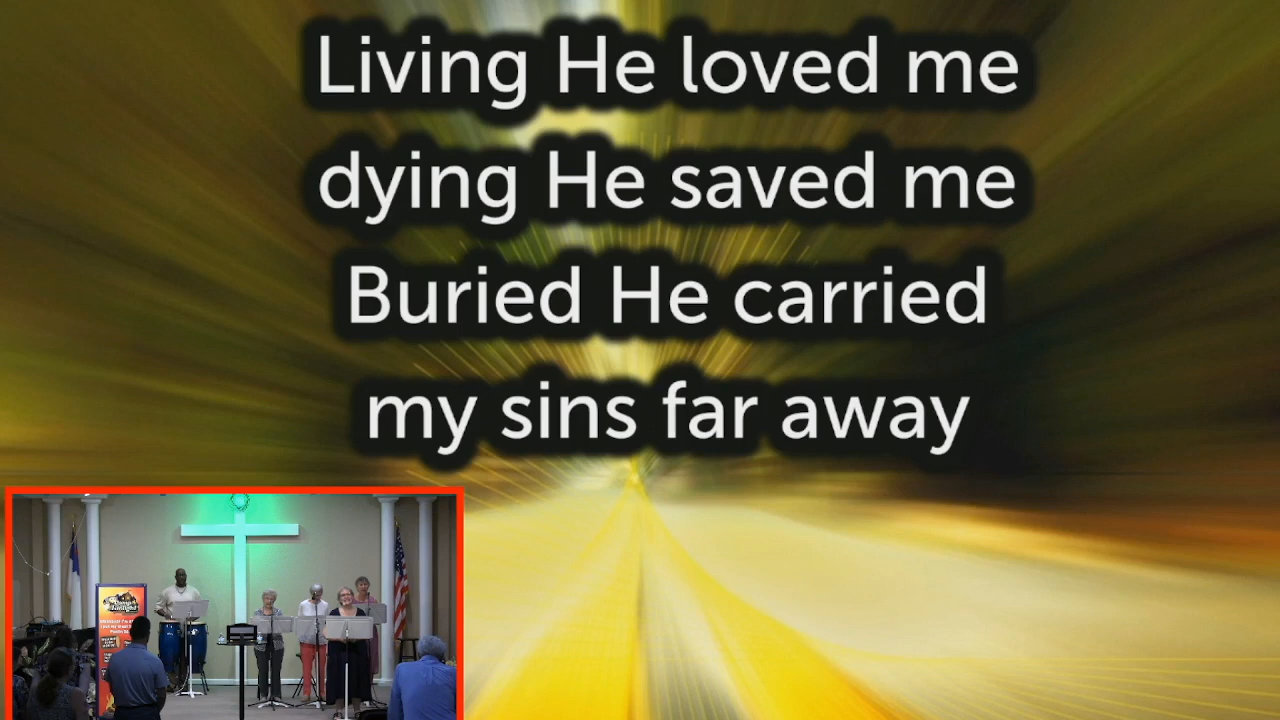 Living He loved me
dying He saved me
Buried He carried
my sins far away